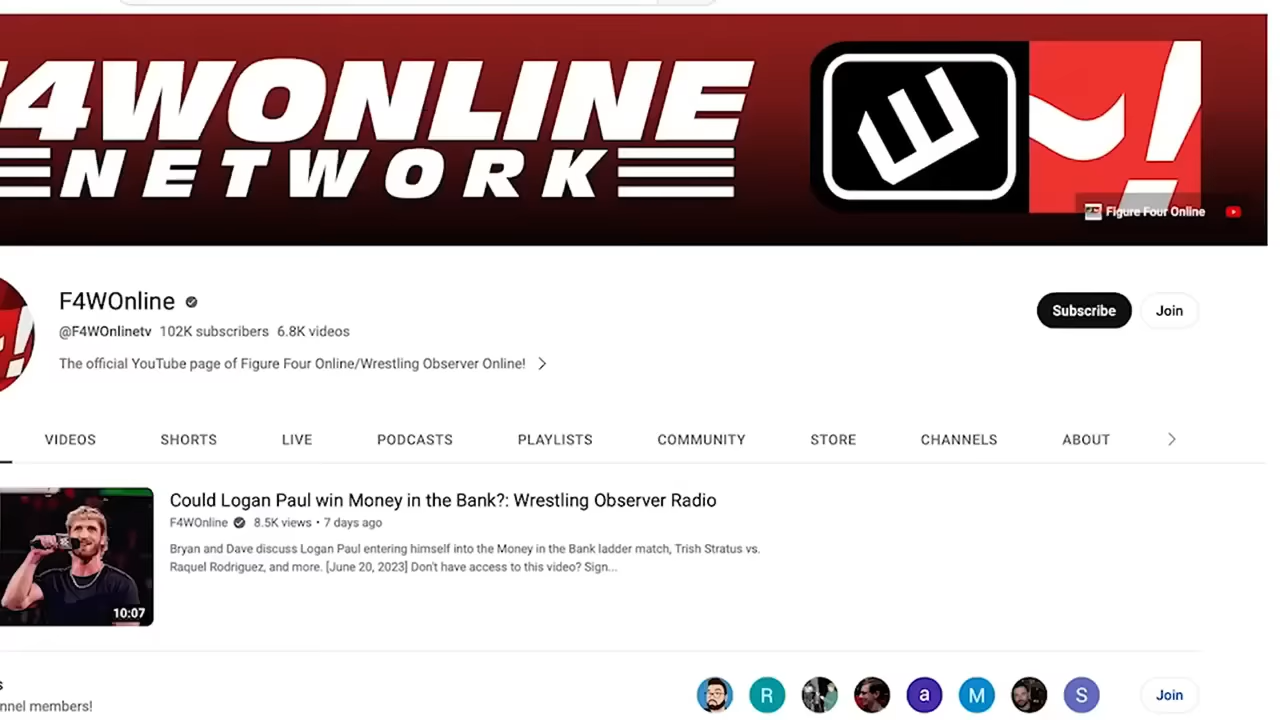 F4WONLINE
NETWORK
Figure Four Online
F4WOnline
@F4WOnlinetv 102K subscribers 6.8K videos
The official YouTube page of Figure Four Online/Wrestling Observer Online!
Subscribe
Join
VIDEOS SHORTS LIVE PODCASTS PLAYLISTS COMMUNITY STORE CHANNELS ABOUT
Could Logan Paul win Money in the Bank?: Wrestling Observer Radio
F4WOnline 8.5K views • 7 days ago
Bryan and Dave discuss Logan Paul entering himself into the Money in the Bank ladder match, Trish Stratus vs.
Raquel Rodriguez, and more. [June 20, 2023] Don't have access to this video? Sign...
10:07
R a M S
Join
nnel members!